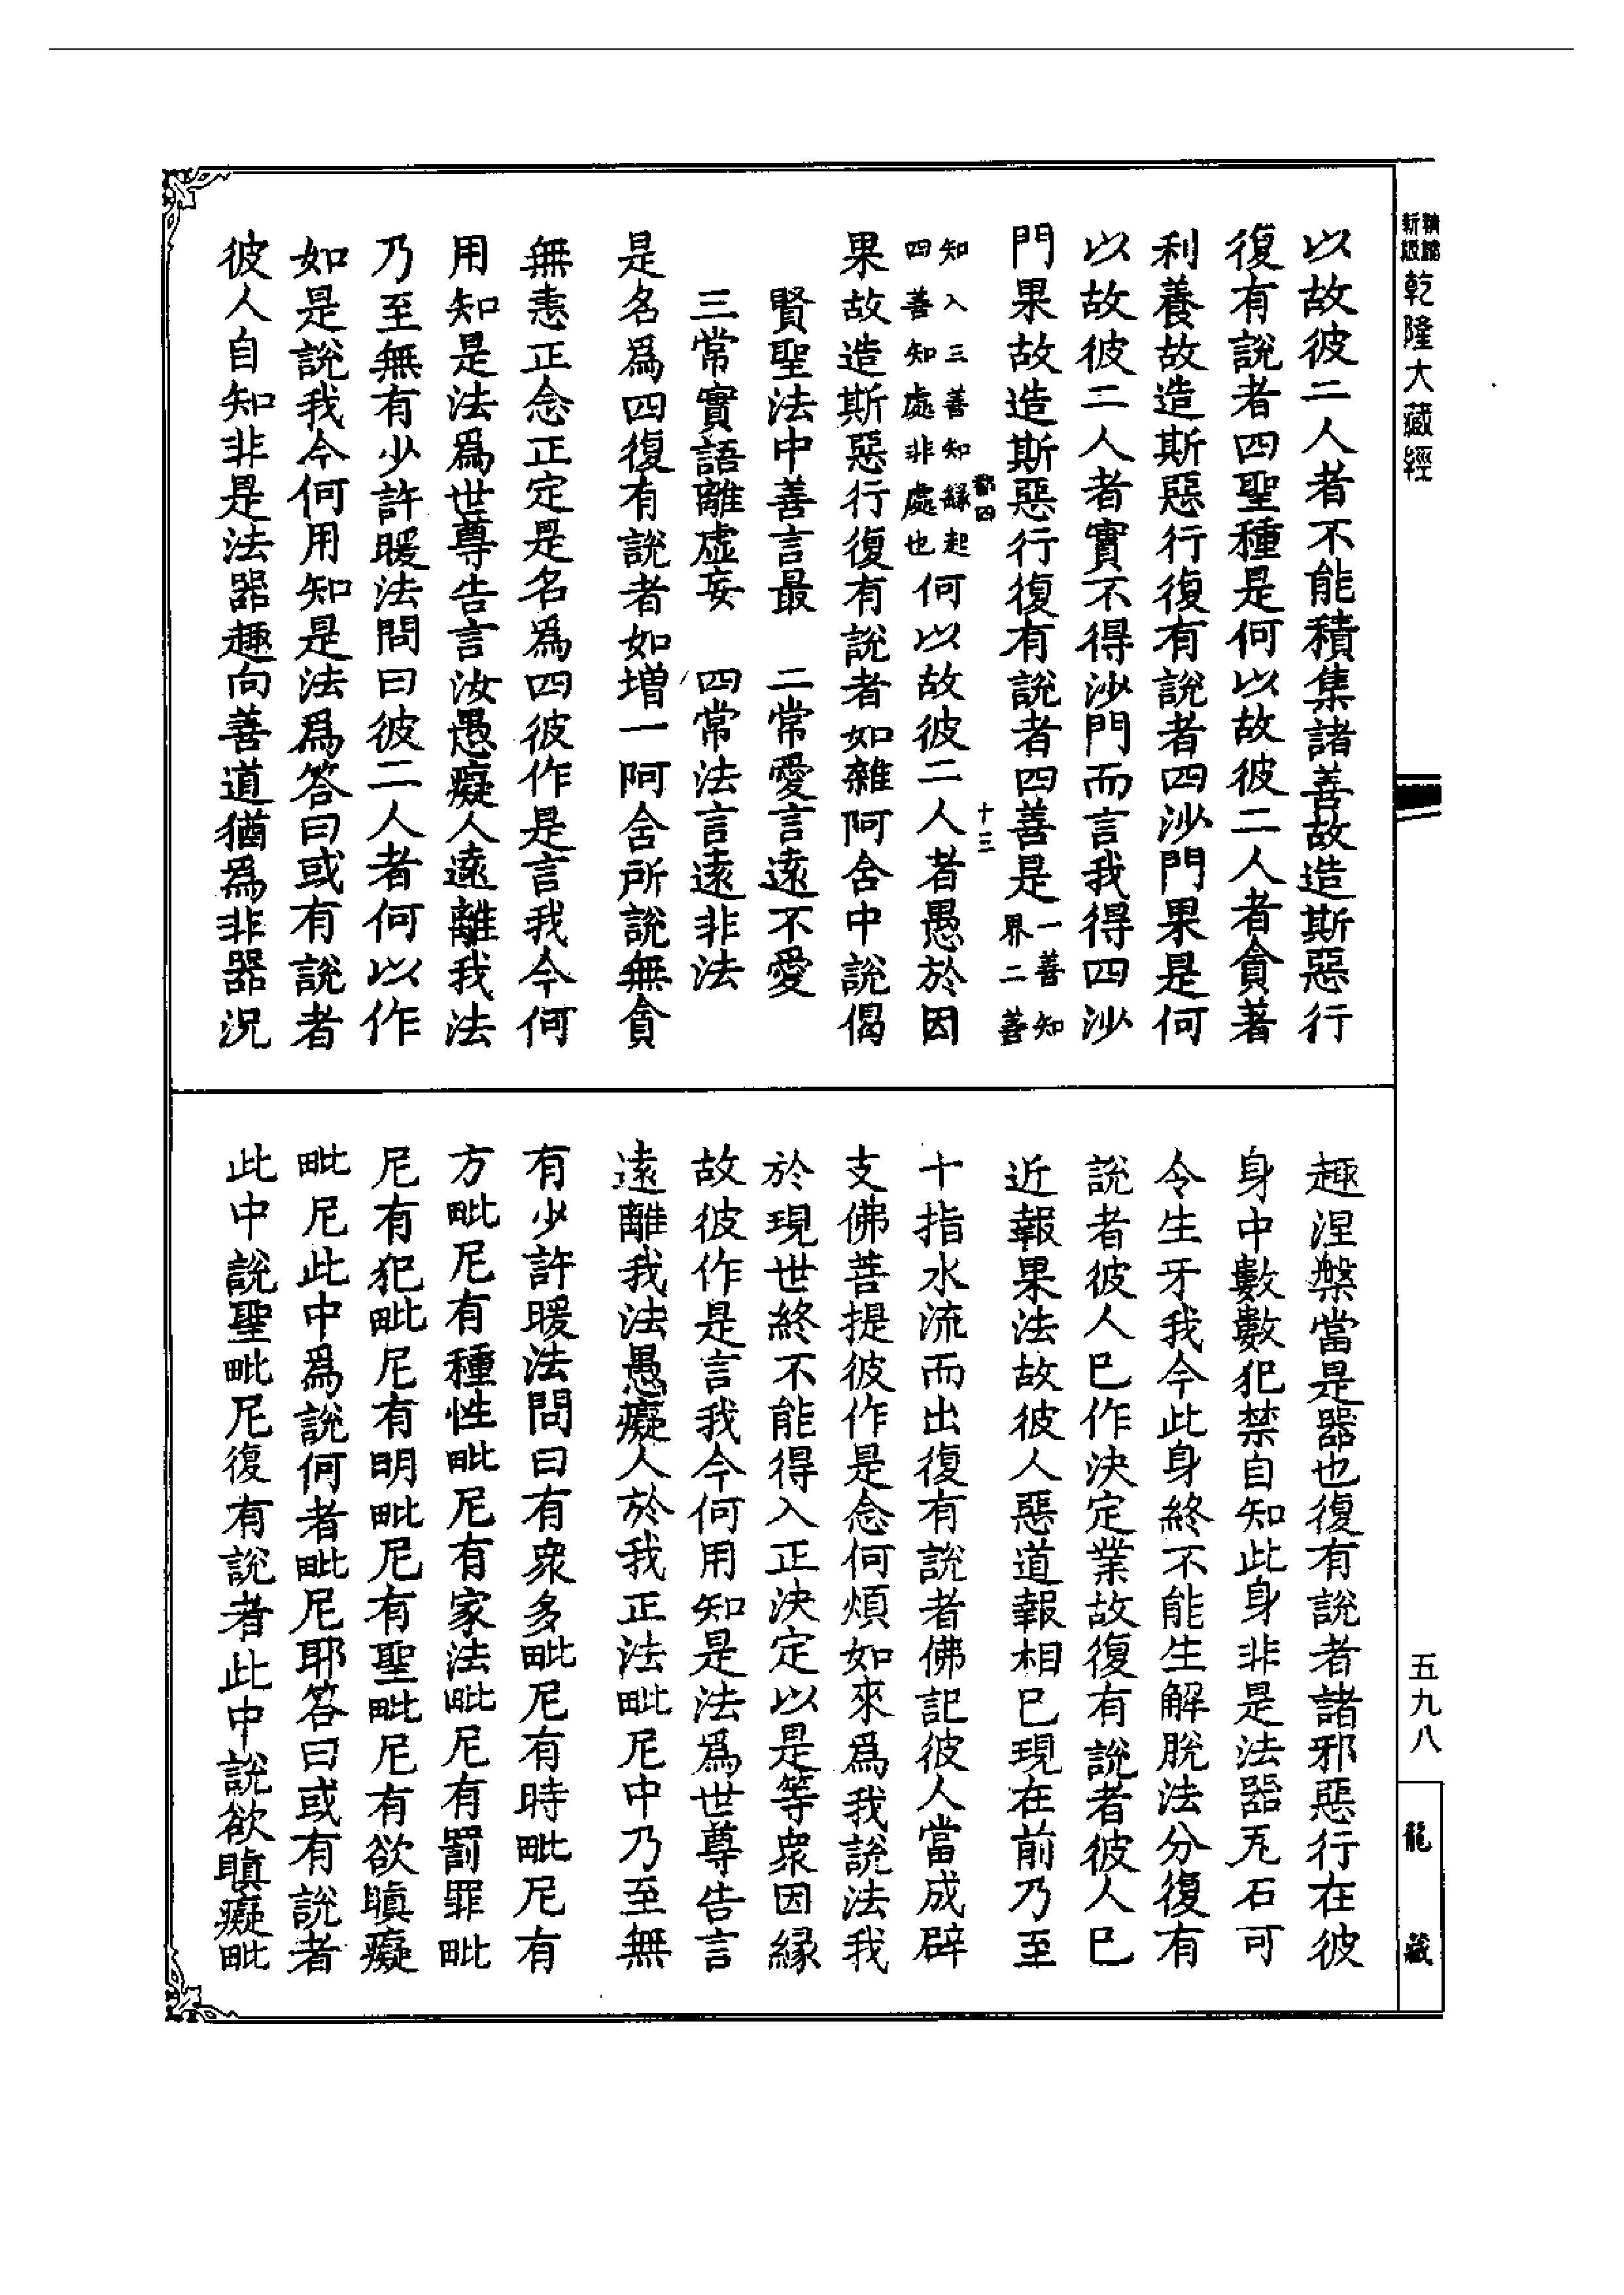 精縮
新版
乾隆大藏經
以故彼二人者不能積集諸善故造斯惡行
復有說者四聖種是何以故彼二人者貪著
利養故造斯惡行復有說者四沙門果是何
以故彼二人者實不得沙門而言我得四沙
門果故造斯惡行復有說者四善是一善知界二善
十三
知入三善知緣起四善知處非處也何以故彼二人者愚於因
果故造斯惡行復有說者如雜阿含中說偈
賢聖法中善言最　二常愛言遠不愛
三常實語離虛妄　四常法言遠非法
是名爲四復有說者如增一阿含所說無貪
無恚正念正定是名爲四彼作是言我今何
用知是法爲世尊告言汝愚癡人遠離我法
乃至無有少許暖法問曰彼二人者何以作
如是說我今何用知是法爲答曰或有說者
彼人自知非是法器趣向善道猶爲非器況
趣涅槃當是器也復有說者諸邪惡行在彼
身中數數犯禁自知此身非是法器瓦石可
令生牙我今此身終不能生解脫法分復有
說者彼人已作決定業故復有說者彼人已
近報果法故彼人惡道報相已現在前乃至
十指水流而出復有說者佛記彼人當成辟
支佛菩提彼作是念何煩如來爲我說法我
於現世終不能得入正決定以是等衆因緣
故彼作是言我今何用知是法爲世尊告言
遠離我法愚癡人於我正法毗尼中乃至無
有少許暖法問曰有衆多毗尼有時毗尼有
方毗尼有種性毗尼有家法毗尼有罰罪毗
尼有犯毗尼有明毗尼有聖毗尼有欲瞋癡
毗尼此中爲說何者毗尼耶答曰或有說者
此中說聖毗尼復有說者此中說欲瞋癡毗
五九八
龍藏